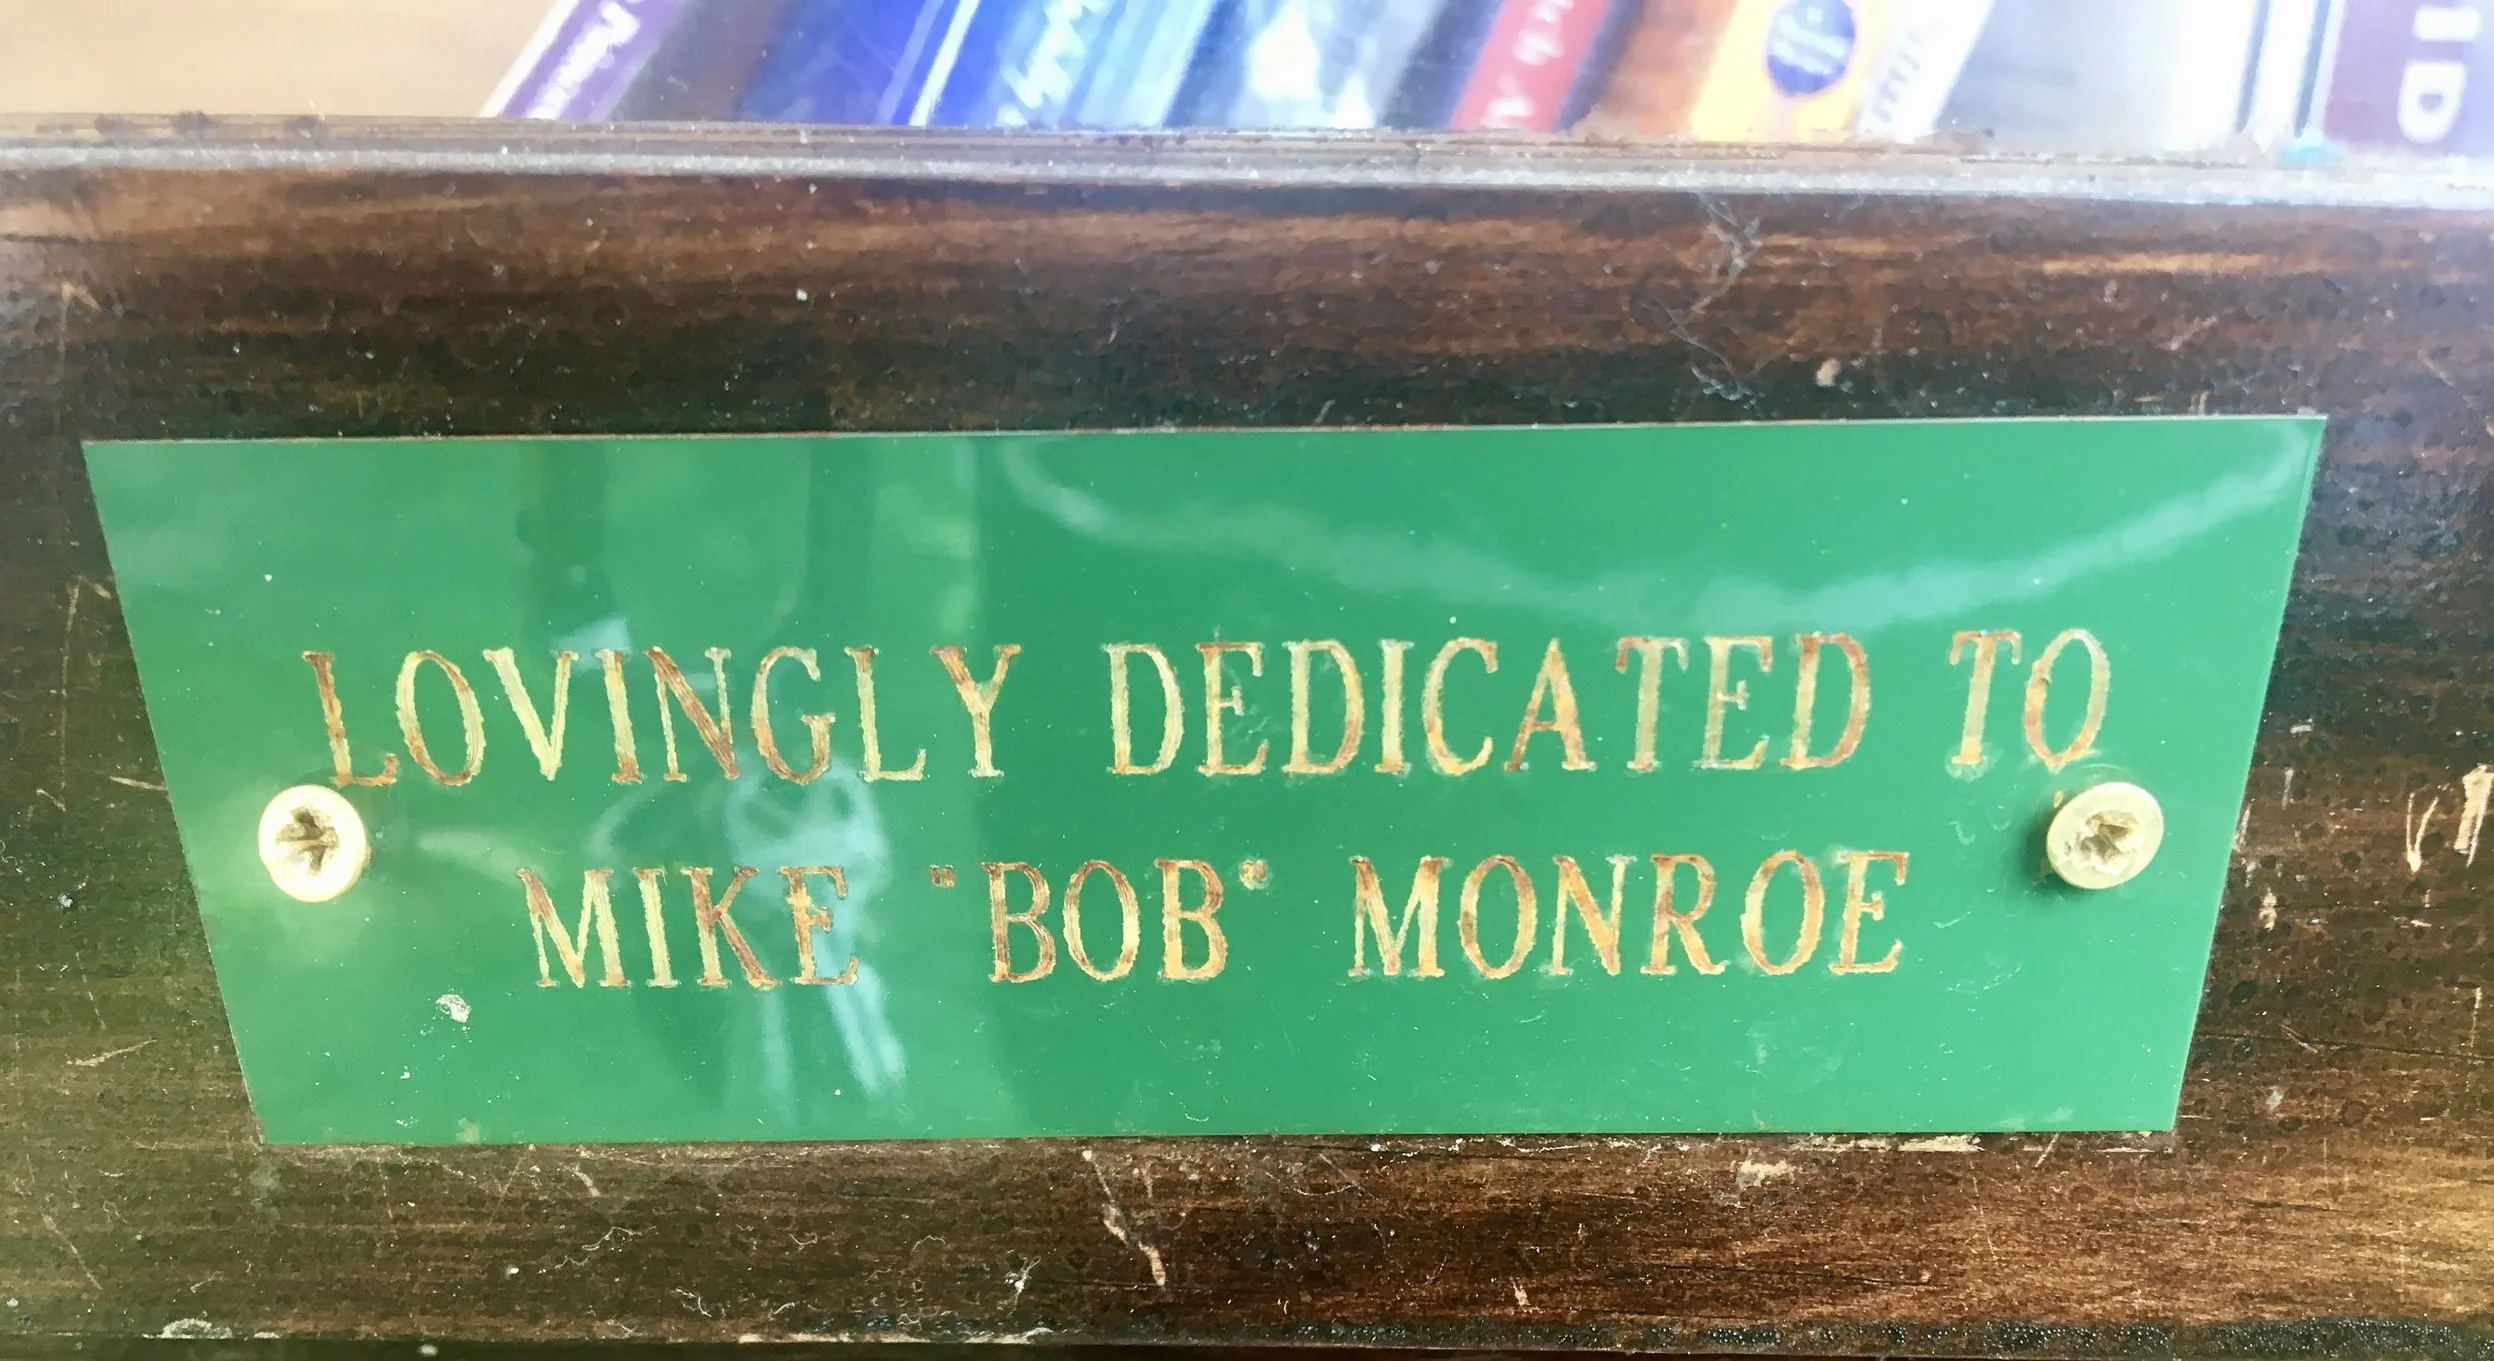 LOVINGLY DEDICATED TO
MIKE "BOB" MONROE